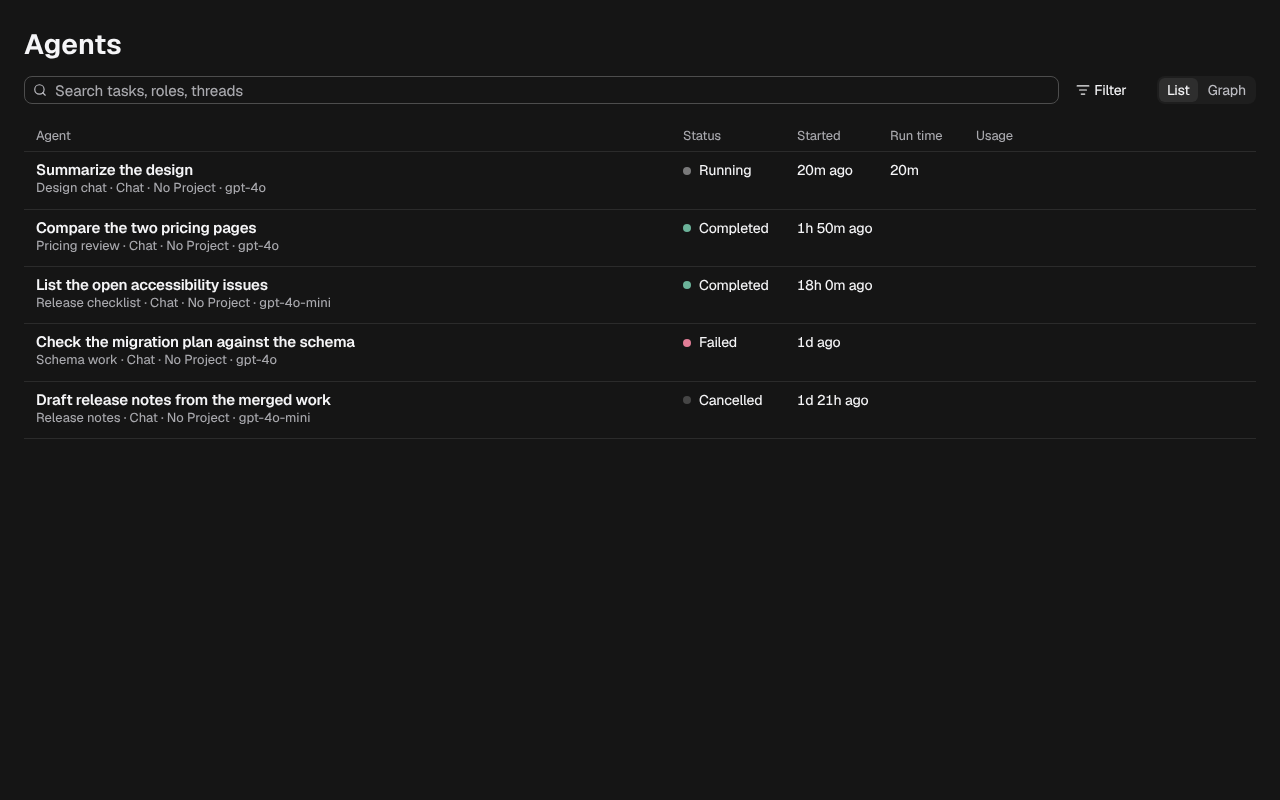 Agents
Search tasks, roles, threads
Filter
List
Graph
Agent
Status
Started
Run time
Usage
Summarize the design
Running
20m ago
20m
Design chat · Chat · No Project · gpt-4o
Compare the two pricing pages
Completed
1h 50m ago
Pricing review · Chat · No Project · gpt-4o
List the open accessibility issues
Completed
18h 0m ago
Release checklist · Chat · No Project · gpt-4o-mini
Check the migration plan against the schema
Failed
1d ago
Schema work · Chat · No Project · gpt-4o
Draft release notes from the merged work
Cancelled
1d 21h ago
Release notes · Chat · No Project · gpt-4o-mini